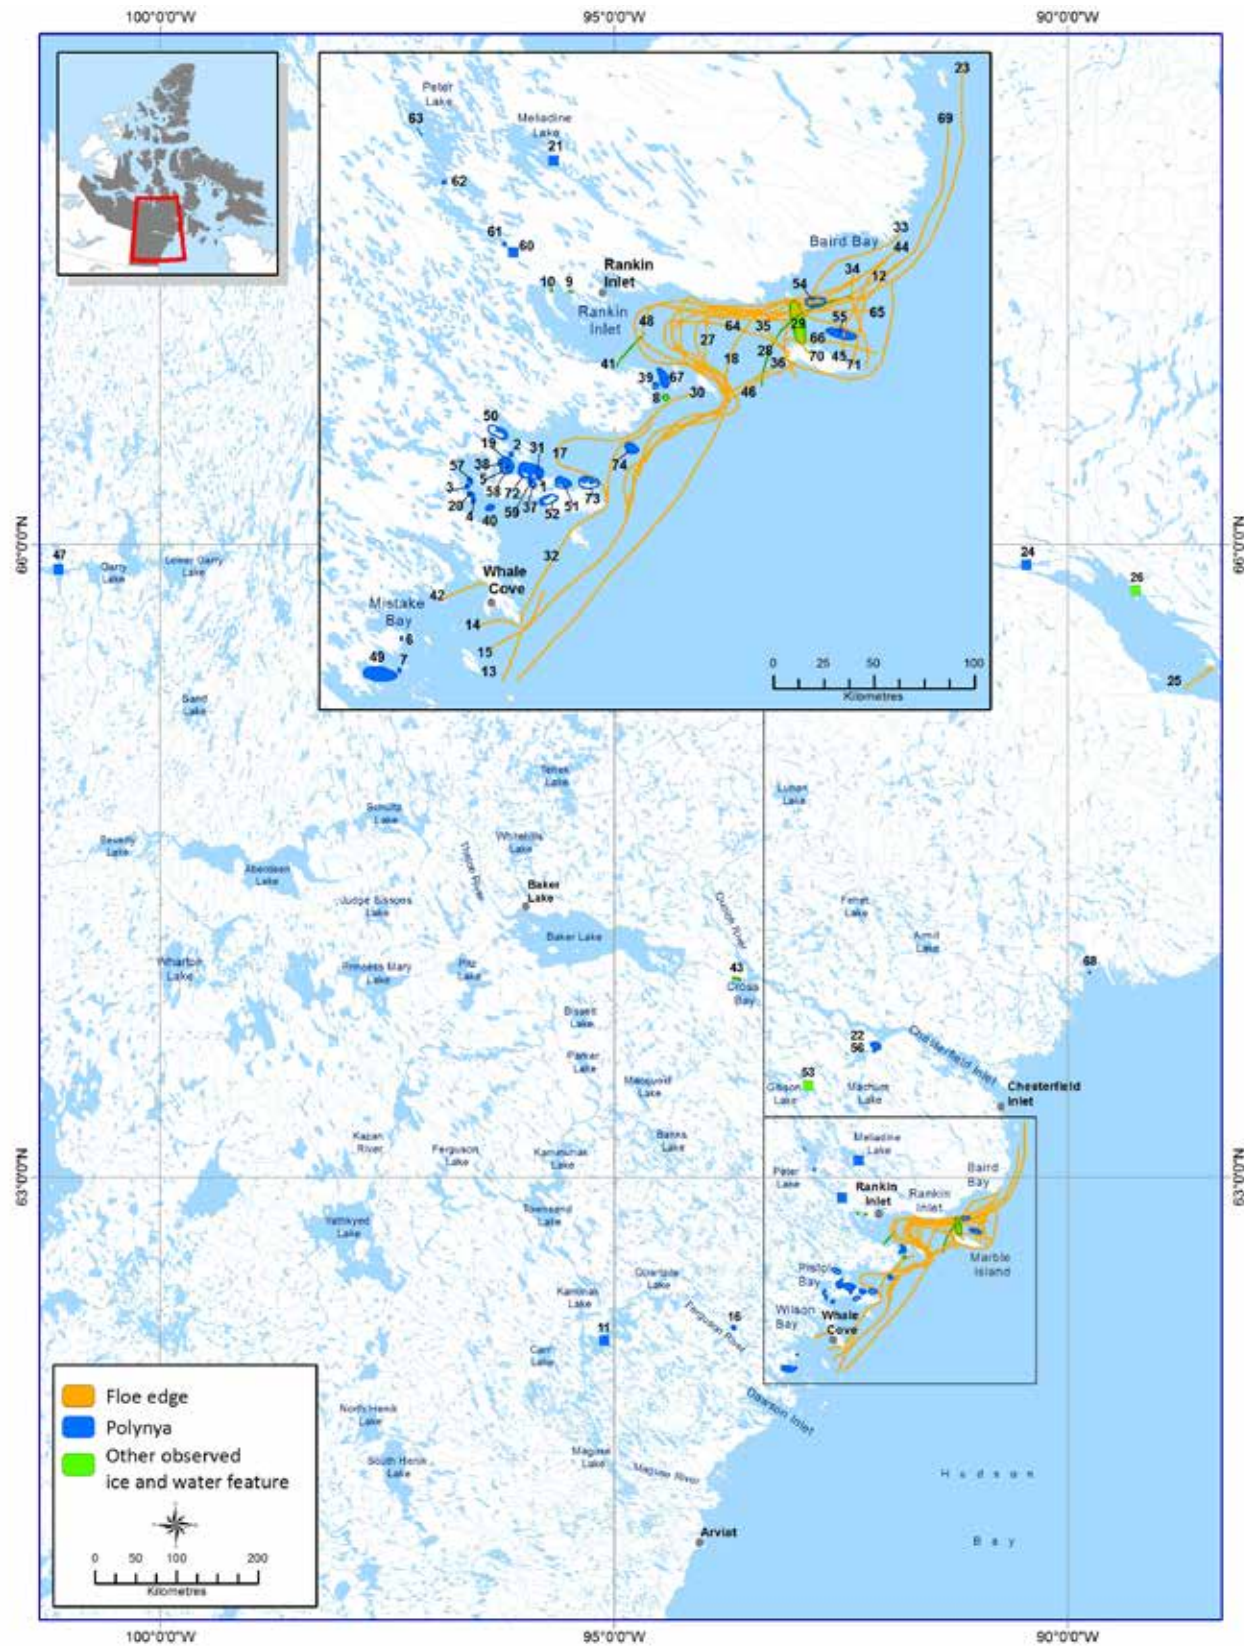 100°0'0"W
95°0'0"W
90°0'0"W
23
Peter
Lake
63
69
Meliadine
Lake
21
62
33
61
60
Baird Bay
44
34
Rankin
Inlet
12
10
9
54
Rankin
Inlet
48
64
35
29
55
65
27
66
28
18
70
45
71
41
36
39
67
8
30
46
50
19
2
31
17
57
38
5
74
3
58
72
1
20
59
37
51
73
4
40
52
32
Whale
Cove
42
Mistake
Bay
14
6
49
7
15
13
0 25 50 100
Kilometres
66°0'0"N
66°0'0"N
47
Garry
Lake
Lower Garry
Lake
24
26
25
Sand
Lake
Tehek
Lake
Lunan
Lake
Schultz
Lake
Beverly
Lake
Whitehills
Lake
Aberdeen
Lake
Thelon River
Baker
Lake
Judge Sissons
Lake
Quoich River
Ferret
Lake
Armit
Lake
Baker Lake
Wharton
Lake
Princess Mary
Lake
Pitz
Lake
43
Cross
Bay
68
Bissett
Lake
22
56
Chesterfield Inlet
Parker
Lake
53
Gibson
Lake
Machum
Lake
Macquoid
Lake
Chesterfield
Inlet
Kazan
River
Ferguson
Lake
Kaminuriak
Lake
Banks
Lake
Meliadine
Lake
Peter
Lake
Baird
Bay
63°0'0"N
63°0'0"N
Rankin
Inlet
Rankin
Inlet
Yathkyed
Lake
Townsend
Lake
Marble
Island
Pistol
Bay
Quartzite
Lake
Kaminak
Lake
Wilson
Bay
Whale
Cove
16
Ferguson River
11
Carr
Lake
Dawson Inlet
North Henik
Lake
South Henik
Lake
Maguse
Lake
Maguse River
Hudson
Bay
Arviat
Floe edge
Polynya
Other observed
ice and water feature
0 50 100 200
Kilometres
100°0'0"W
95°0'0"W
90°0'0"W